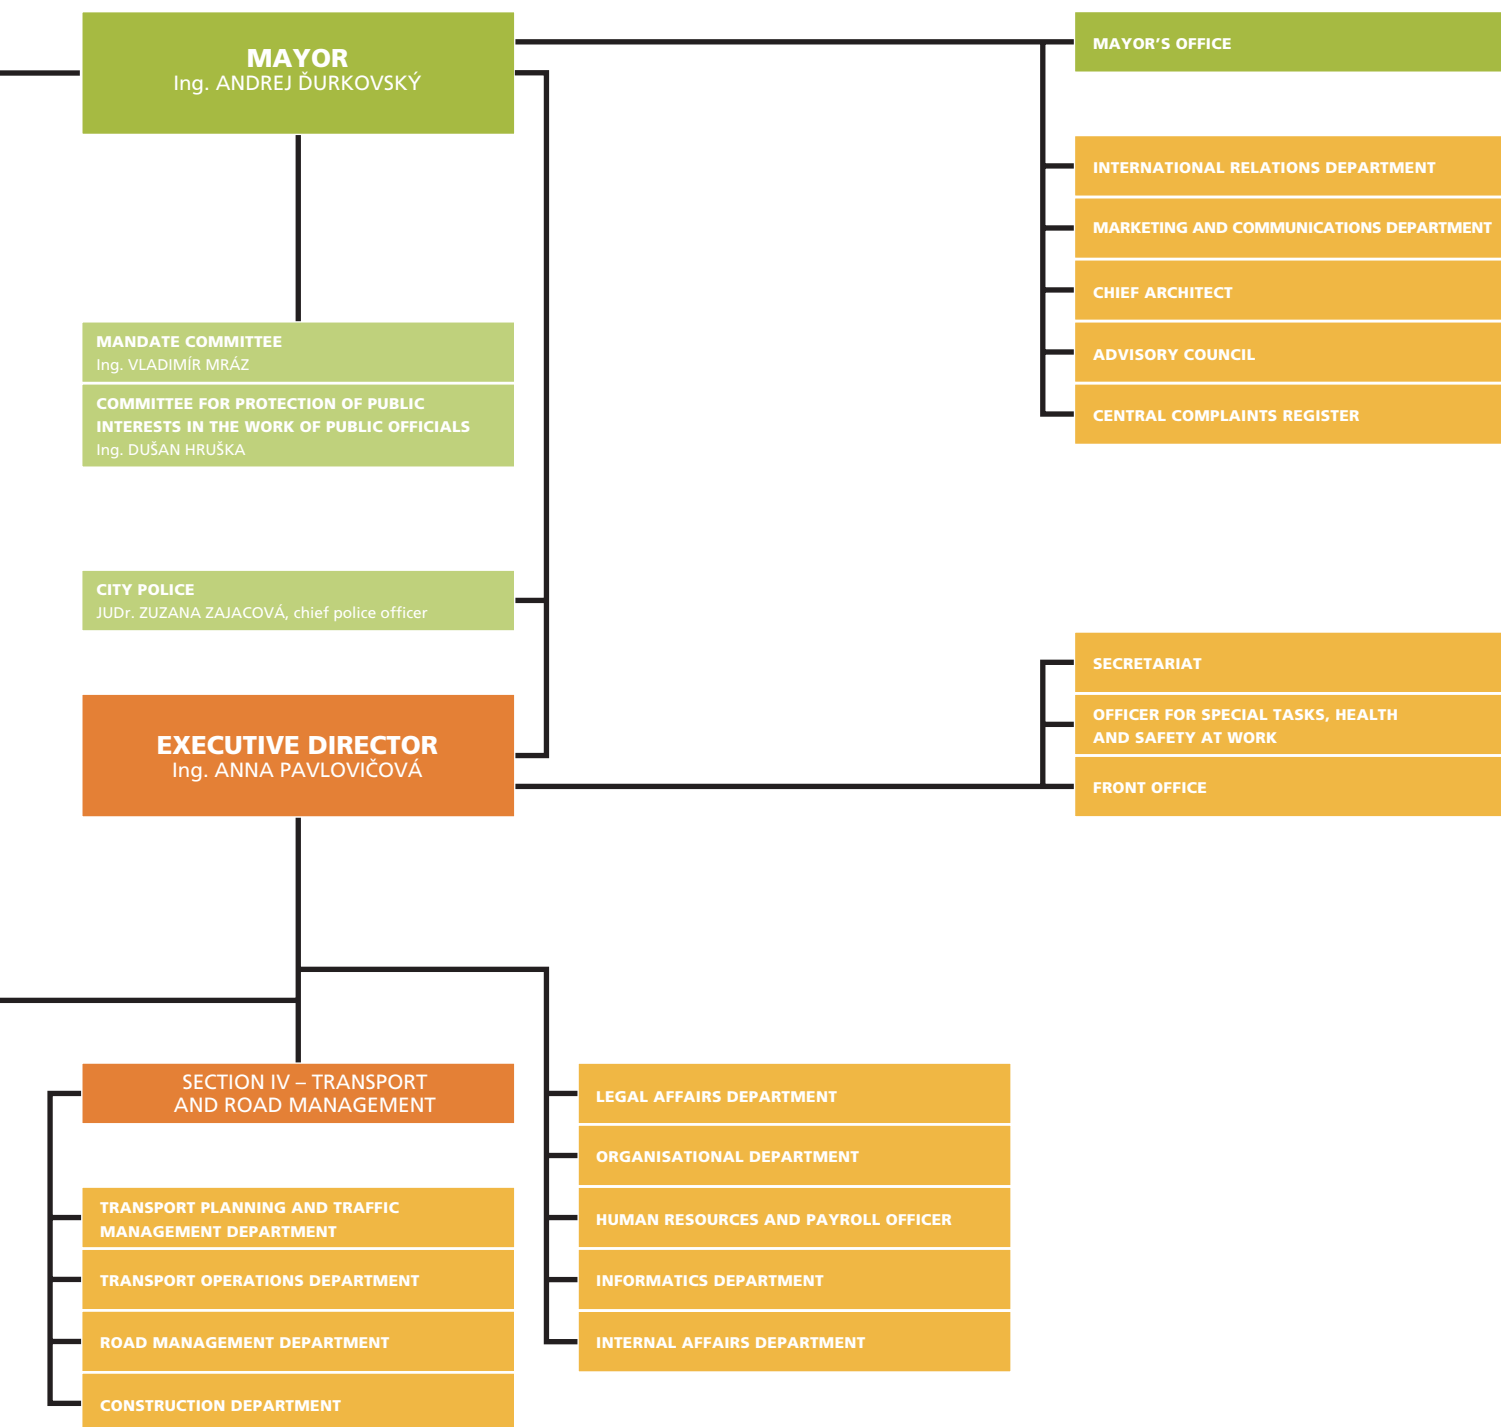 MAYOR
Ing. ANDREJ ĎURKOVSKÝ
MAYOR'S OFFICE
INTERNATIONAL RELATIONS DEPARTMENT
MARKETING AND COMMUNICATIONS DEPARTMENT
CHIEF ARCHITECT
ADVISORY COUNCIL
CENTRAL COMPLAINTS REGISTER
MANDATE COMMITTEE
Ing. VLADIMÍR MRÁZ
COMMITTEE FOR PROTECTION OF PUBLIC
INTERESTS IN THE WORK OF PUBLIC OFFICIALS
Ing. DUŠAN HRUŠKA
CITY POLICE
JUDr. ZUZANA ZAJACOVÁ, chief police officer
EXECUTIVE DIRECTOR
Ing. ANNA PAVLOVIČOVÁ
SECRETARIAT
OFFICER FOR SPECIAL TASKS, HEALTH
AND SAFETY AT WORK
FRONT OFFICE
SECTION IV – TRANSPORT
AND ROAD MANAGEMENT
TRANSPORT PLANNING AND TRAFFIC
MANAGEMENT DEPARTMENT
TRANSPORT OPERATIONS DEPARTMENT
ROAD MANAGEMENT DEPARTMENT
CONSTRUCTION DEPARTMENT
LEGAL AFFAIRS DEPARTMENT
ORGANISATIONAL DEPARTMENT
HUMAN RESOURCES AND PAYROLL OFFICER
INFORMATICS DEPARTMENT
INTERNAL AFFAIRS DEPARTMENT